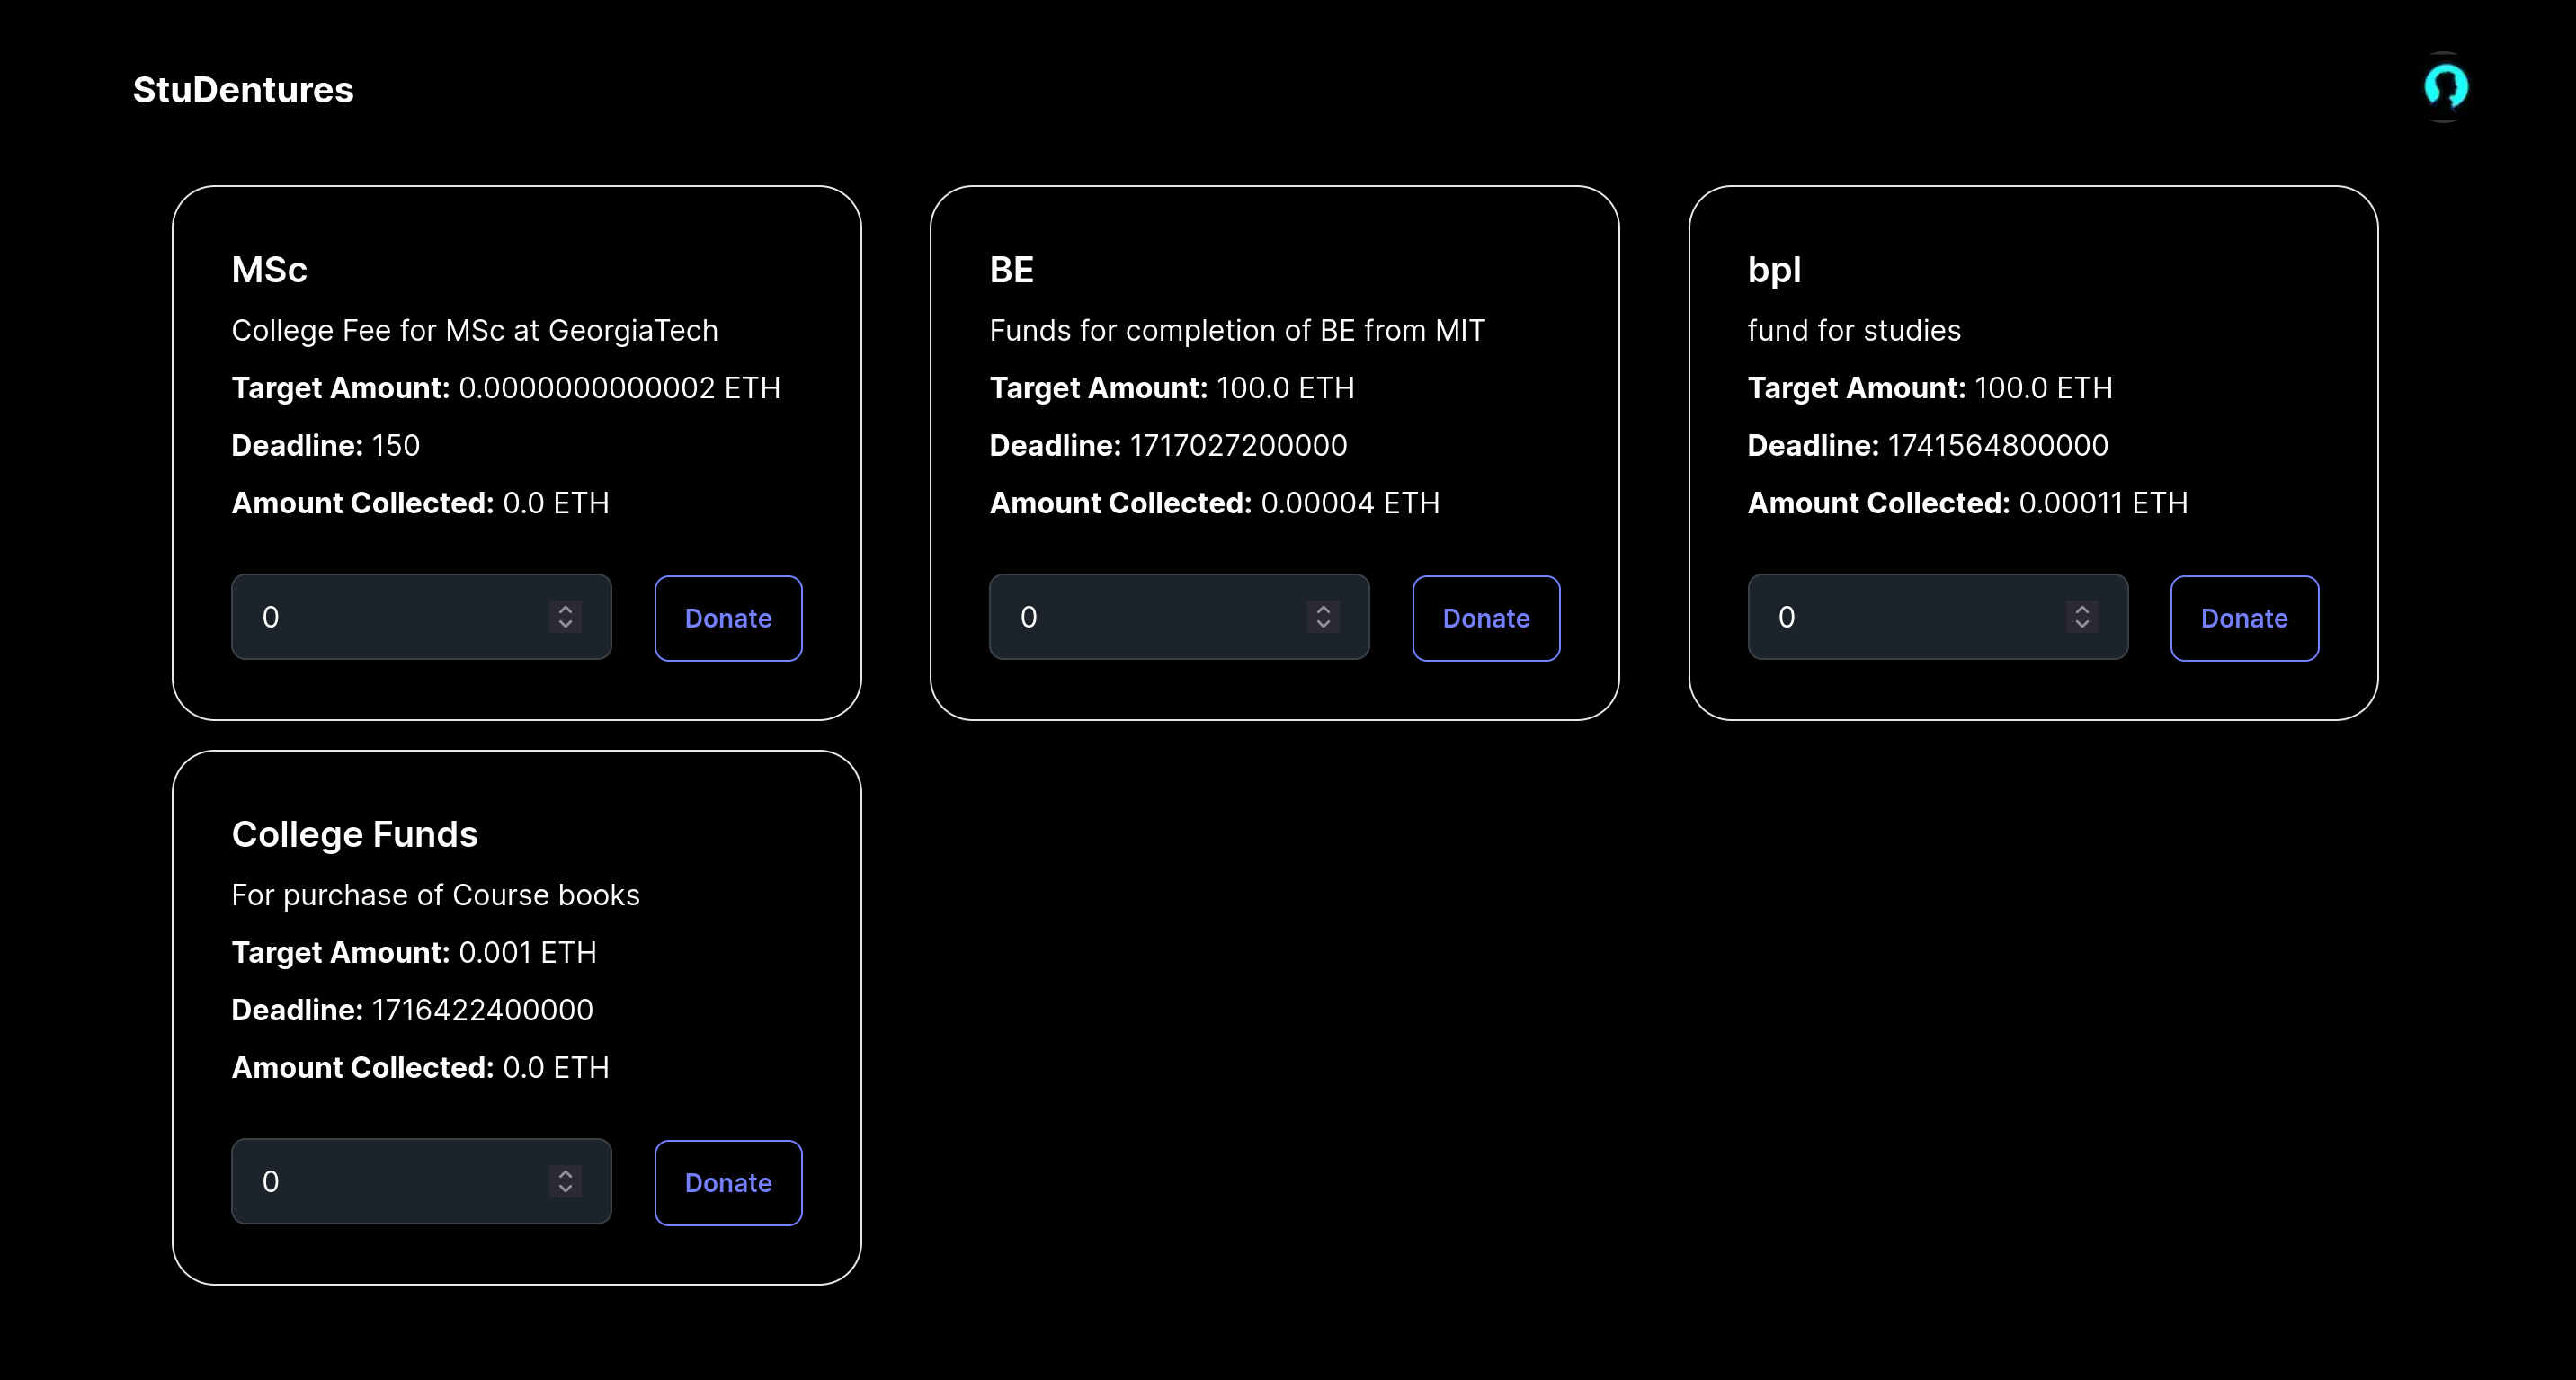 StuDentures
MSc
College Fee for MSc at GeorgiaTech
Target Amount: 0.0000000000002 ETH
Deadline: 150
Amount Collected: 0.0 ETH
0
Donate
BE
Funds for completion of BE from MIT
Target Amount: 100.0 ETH
Deadline: 1717027200000
Amount Collected: 0.00004 ETH
0
Donate
bpl
fund for studies
Target Amount: 100.0 ETH
Deadline: 1741564800000
Amount Collected: 0.00011 ETH
0
Donate
College Funds
For purchase of Course books
Target Amount: 0.001 ETH
Deadline: 1716422400000
Amount Collected: 0.0 ETH
0
Donate